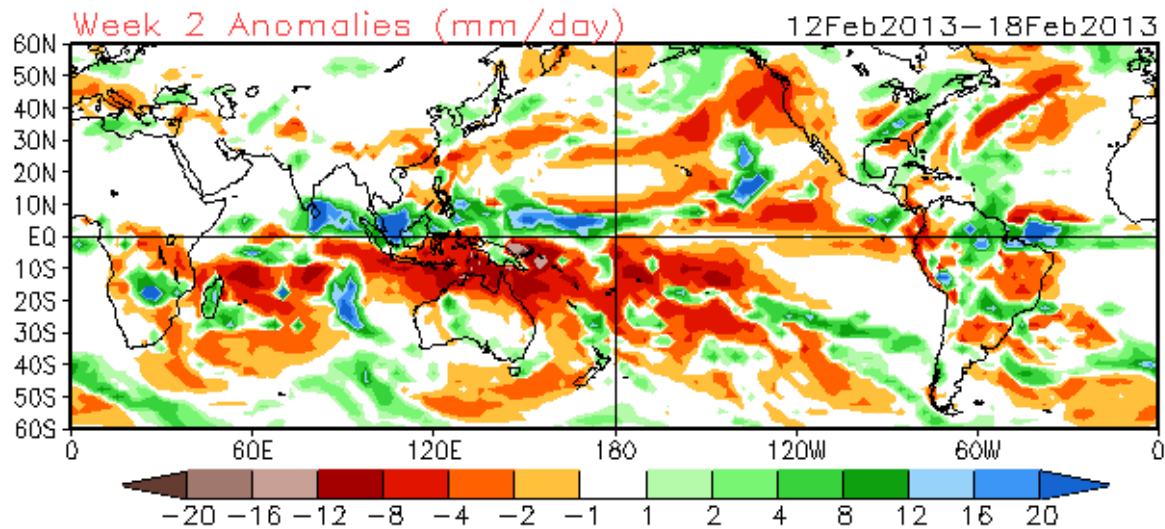 Week 2 Anomalies (mm/day) 12Feb2013–18Feb2013
60N
50N
40N
30N
20N
10N
EQ
10S
20S
30S
40S
50S
60S
0 60E 120E 180 120W 60W 0
−20 −16 −12 −8 −4 −2 −1 1 2 4 8 12 16 20